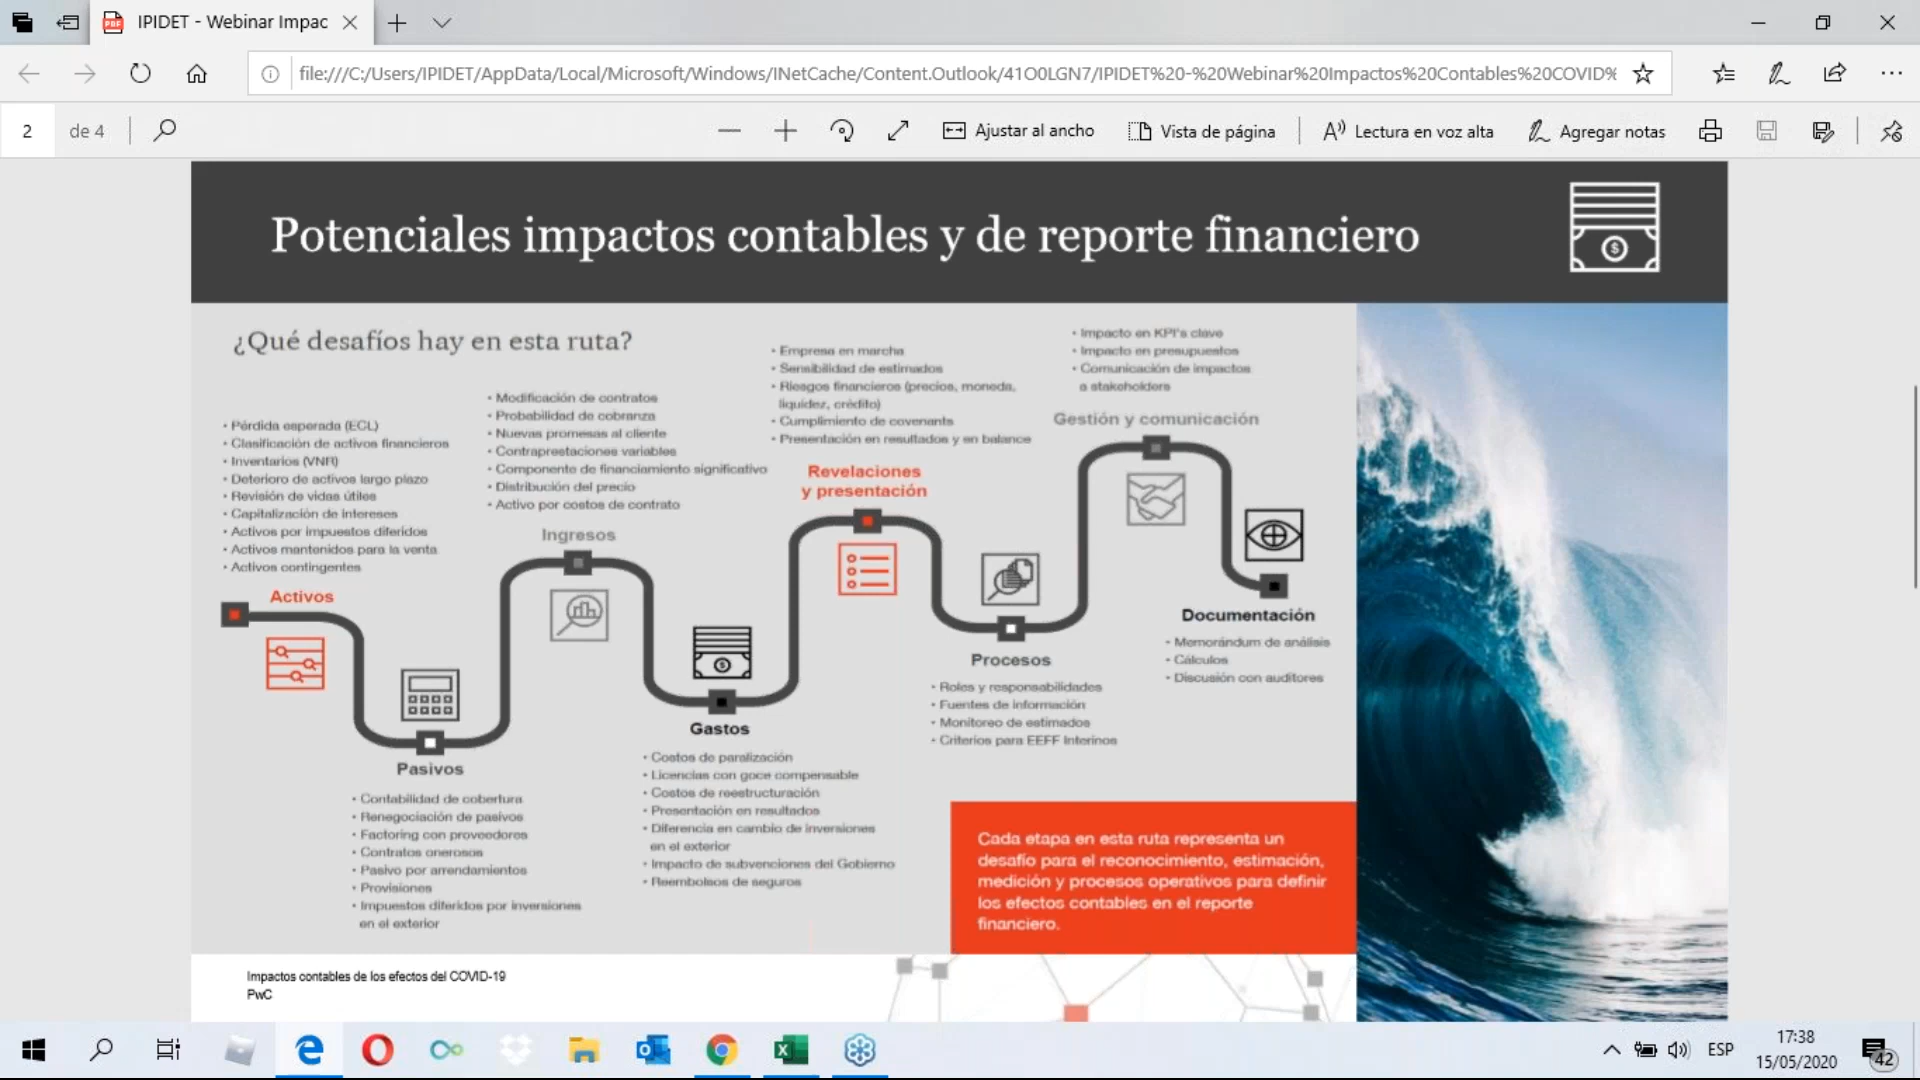 IPIDET - Webinar Impac
file:///C:/Users/IPIDET/AppData/Local/Microsoft/Windows/INetCache/Content.Outlook/41O0LGN7/IPIDET%20-%20Webinar%20Impactos%20Contables%20COVID%
2 de 4
Ajustar al ancho
Vista de página
Lectura en voz alta
Agregar notas
Potenciales impactos contables y de reporte financiero
¿Qué desafíos hay en esta ruta?
• Pérdida esperada (ECL)
• Clasificación de activos financieros
• Inventarios (VNR)
• Deterioro de activos largo plazo
• Revisión de vidas útiles
• Capitalización de intereses
• Activos por impuestos diferidos
• Activos mantenidos para la venta
• Activos contingentes
Activos
Pasivos
• Contabilidad de cobertura
• Renegociación de pasivos
• Factoring con proveedores
• Contratos onerosos
• Pasivo por arrendamientos
• Provisiones
• Impuestos diferidos por inversiones
en el exterior
• Modificación de contratos
• Probabilidad de cobranza
• Nuevas promesas al cliente
• Contraprestaciones variables
• Componente de financiamiento significativo
• Distribución del precio
• Activo por costos de contrato
Ingresos
Gastos
• Costos de paralización
• Licencias con goce compensable
• Costos de reestructuración
• Presentación en resultados
• Diferencia en cambio de inversiones
en el exterior
• Impacto de subvenciones del Gobierno
• Reembolsos de seguros
• Empresa en marcha
• Sensibilidad de estimados
• Riesgos financieros (precios, moneda,
liquidez, crédito)
• Cumplimiento de covenants
• Presentación en resultados y en balance
Revelaciones
y presentación
Procesos
• Roles y responsabilidades
• Fuentes de información
• Monitoreo de estimados
• Criterios para EEFF Interinos
• Impacto en KPI's clave
• Impacto en presupuestos
• Comunicación de impactos
a stakeholders
Gestión y comunicación
Documentación
• Memorándum de análisis
• Cálculos
• Discusión con auditores
Cada etapa en esta ruta representa un
desafío para el reconocimiento, estimación,
medición y procesos operativos para definir
los efectos contables en el reporte
financiero.
Impactos contables de los efectos del COVID-19
PwC
ESP
17:38
15/05/2020
42